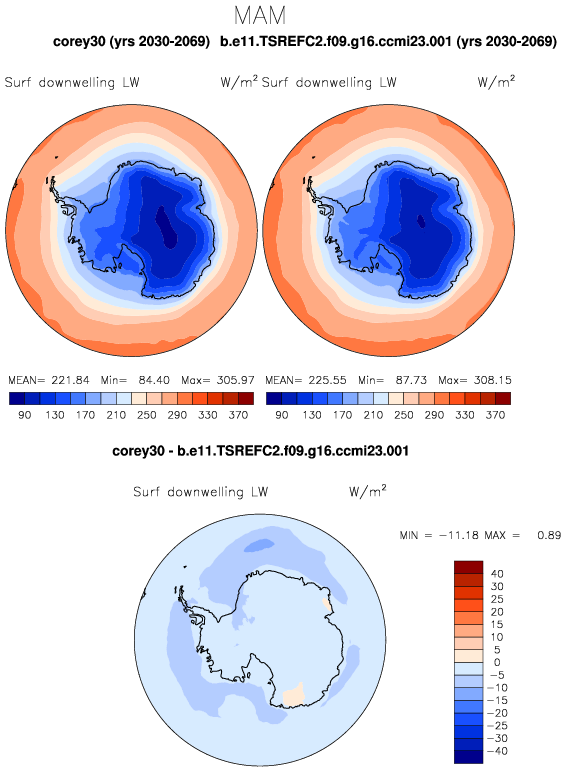 MAM
corey30 (yrs 2030-2069) b.e11.TSREFC2.f09.g16.ccmi23.001 (yrs 2030-2069)
Surf downwelling LW W/m² Surf downwelling LW W/m²
MEAN= 221.84 Min= 84.40 Max= 305.97 MEAN= 225.55 Min= 87.73 Max= 308.15
90 130 170 210 250 290 330 370 90 130 170 210 250 290 330 370
corey30 - b.e11.TSREFC2.f09.g16.ccmi23.001
Surf downwelling LW W/m²
MIN = −11.18 MAX = 0.89
40
30
25
20
15
10
5
0
−5
−10
−15
−20
−25
−30
−40